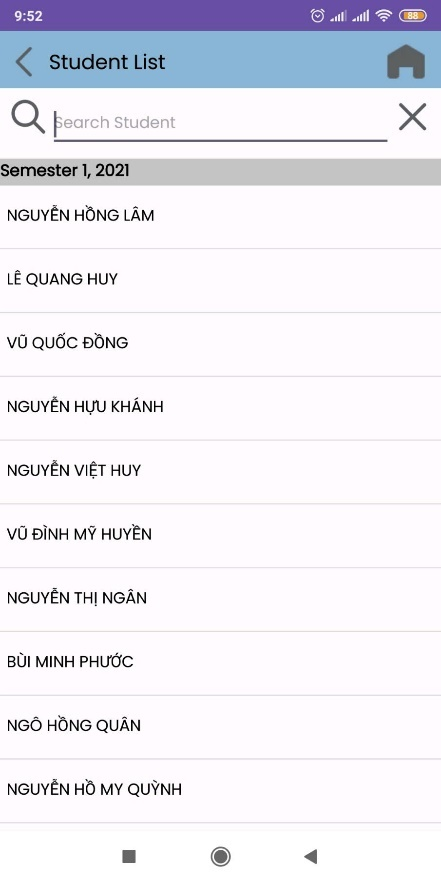 9:52
88
Student List
Search Student
Semester 1, 2021
NGUYỄN HỒNG LÂM
LÊ QUANG HUY
VŨ QUỐC ĐỒNG
NGUYỄN HỰU KHÁNH
NGUYỄN VIỆT HUY
VŨ ĐÌNH MỸ HUYỀN
NGUYỄN THỊ NGÂN
BÙI MINH PHƯỚC
NGÔ HỒNG QUÂN
NGUYỄN HỒ MY QUỲNH